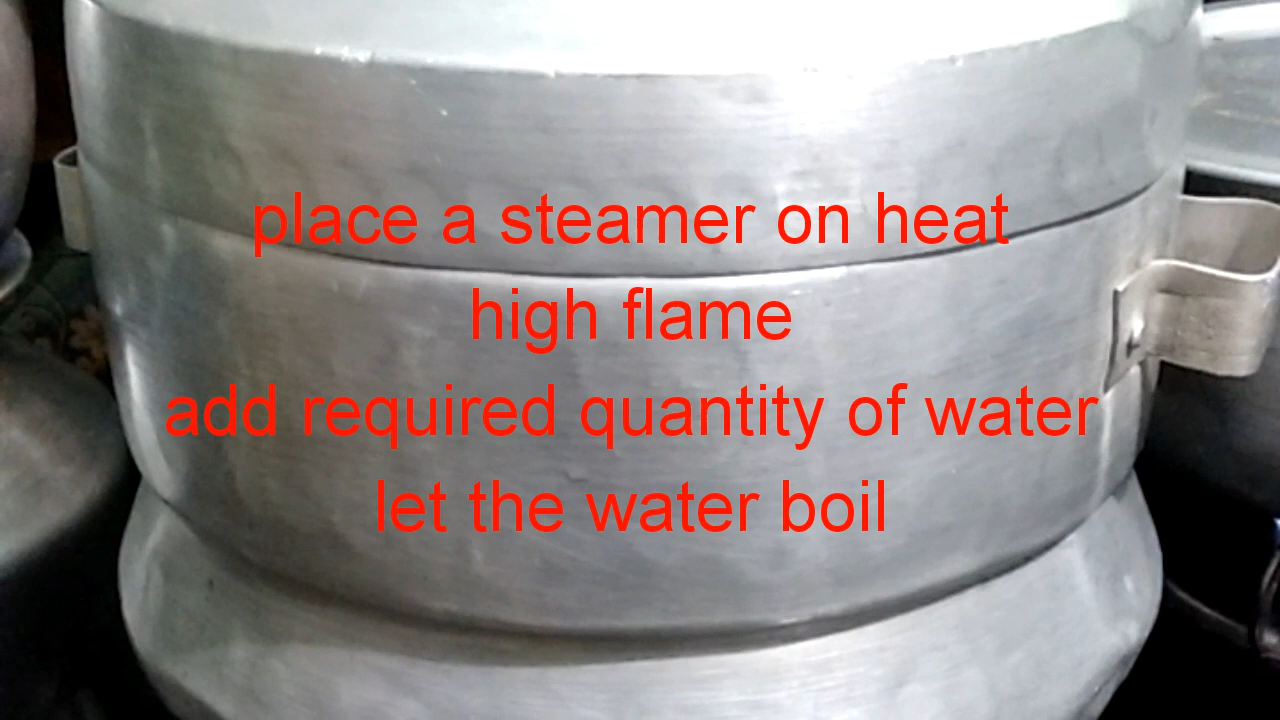 place a steamer on heat
high flame
add required quantity of water
let the water boil